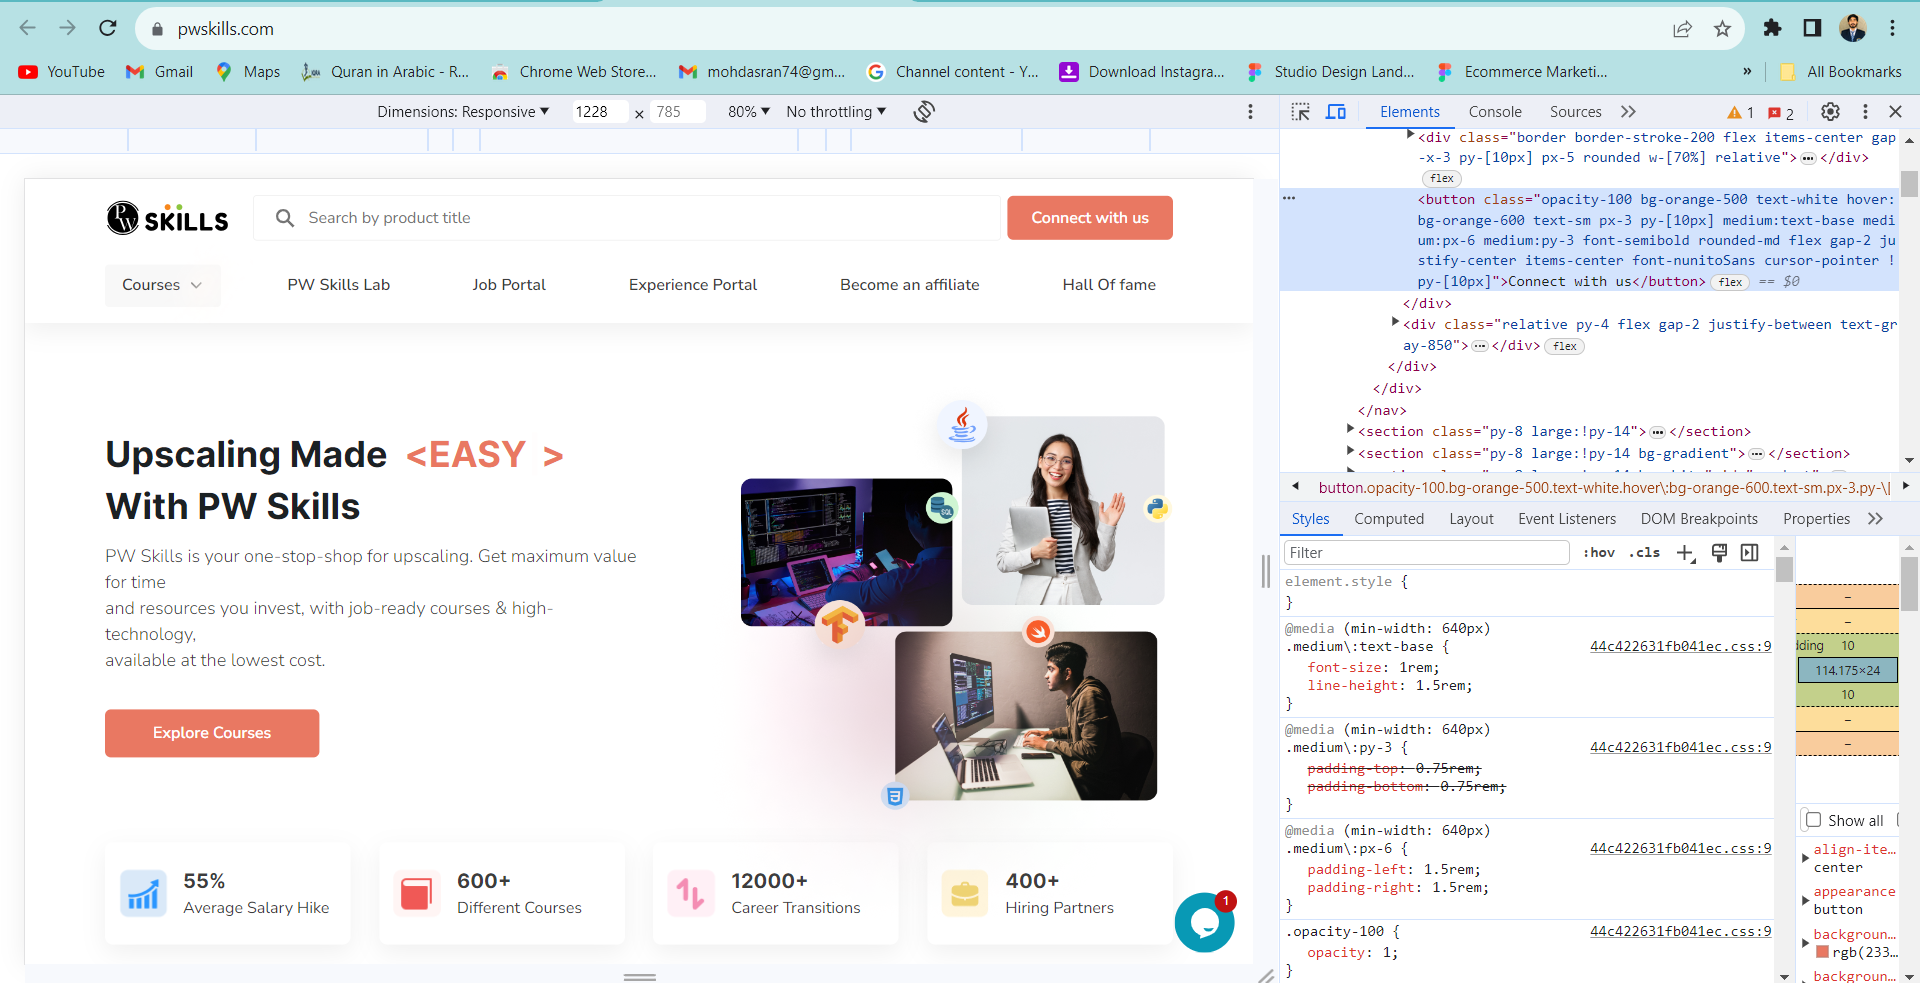 pwskills.com
YouTube
Gmail
Maps
Quran in Arabic - R...
Chrome Web Store...
mohdasran74@gm...
Channel content - Y...
Download Instagra...
Studio Design Land...
Ecommerce Marketi...
»
All Bookmarks
Dimensions: Responsive
1228
×
785
80%
No throttling
PW SKILLS
Search by product title
Connect with us
Courses
PW Skills Lab
Job Portal
Experience Portal
Become an affiliate
Hall Of fame
Upscaling Made <EASY >
With PW Skills
PW Skills is your one-stop-shop for upscaling. Get maximum value
for time
and resources you invest, with job-ready courses & high-
technology,
available at the lowest cost.
Explore Courses
SQL
3
55%
Average Salary Hike
600+
Different Courses
12000+
Career Transitions
400+
Hiring Partners
1
Elements
Console
Sources
1
2
<div class="border border-stroke-200 flex items-center gap
-x-3 py-[10px] px-5 rounded w-[70%] relative">…</div>
flex
<button class="opacity-100 bg-orange-500 text-white hover:
bg-orange-600 text-sm px-3 py-[10px] medium:text-base medi
um:px-6 medium:py-3 font-semibold rounded-md flex gap-2 ju
stify-center items-center font-nunitoSans cursor-pointer !
py-[10px]">Connect with us</button> flex == $0
</div>
<div class="relative py-4 flex gap-2 justify-between text-gr
ay-850">…</div> flex
</div>
</div>
</nav>
<section class="py-8 large:!py-14">…</section>
<section class="py-8 large:!py-14 bg-gradient">…</section>
button.opacity-100.bg-orange-500.text-white.hover\:bg-orange-600.text-sm.px-3.py-\[
Styles
Computed
Layout
Event Listeners
DOM Breakpoints
Properties
Filter
:hov
.cls
element.style {
}
@media (min-width: 640px)
.medium\:text-base {
44c422631fb041ec.css:9
font-size: 1rem;
line-height: 1.5rem;
}
@media (min-width: 640px)
.medium\:py-3 {
44c422631fb041ec.css:9
padding-top: 0.75rem;
padding-bottom: 0.75rem;
}
@media (min-width: 640px)
.medium\:px-6 {
44c422631fb041ec.css:9
padding-left: 1.5rem;
padding-right: 1.5rem;
}
.opacity-100 {
44c422631fb041ec.css:9
opacity: 1;
}
–
–
dding 10
114.175×24
10
–
–
Show all
align-ite…
center
appearance
button
backgroun…
rgb(233…
backgroun…